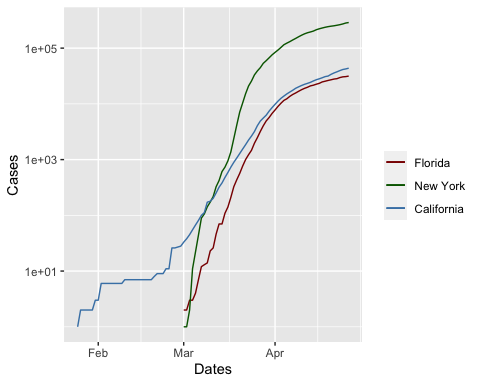 1e+05
1e+03
1e+01
Cases
Feb
Mar
Apr
Dates
Florida
New York
California